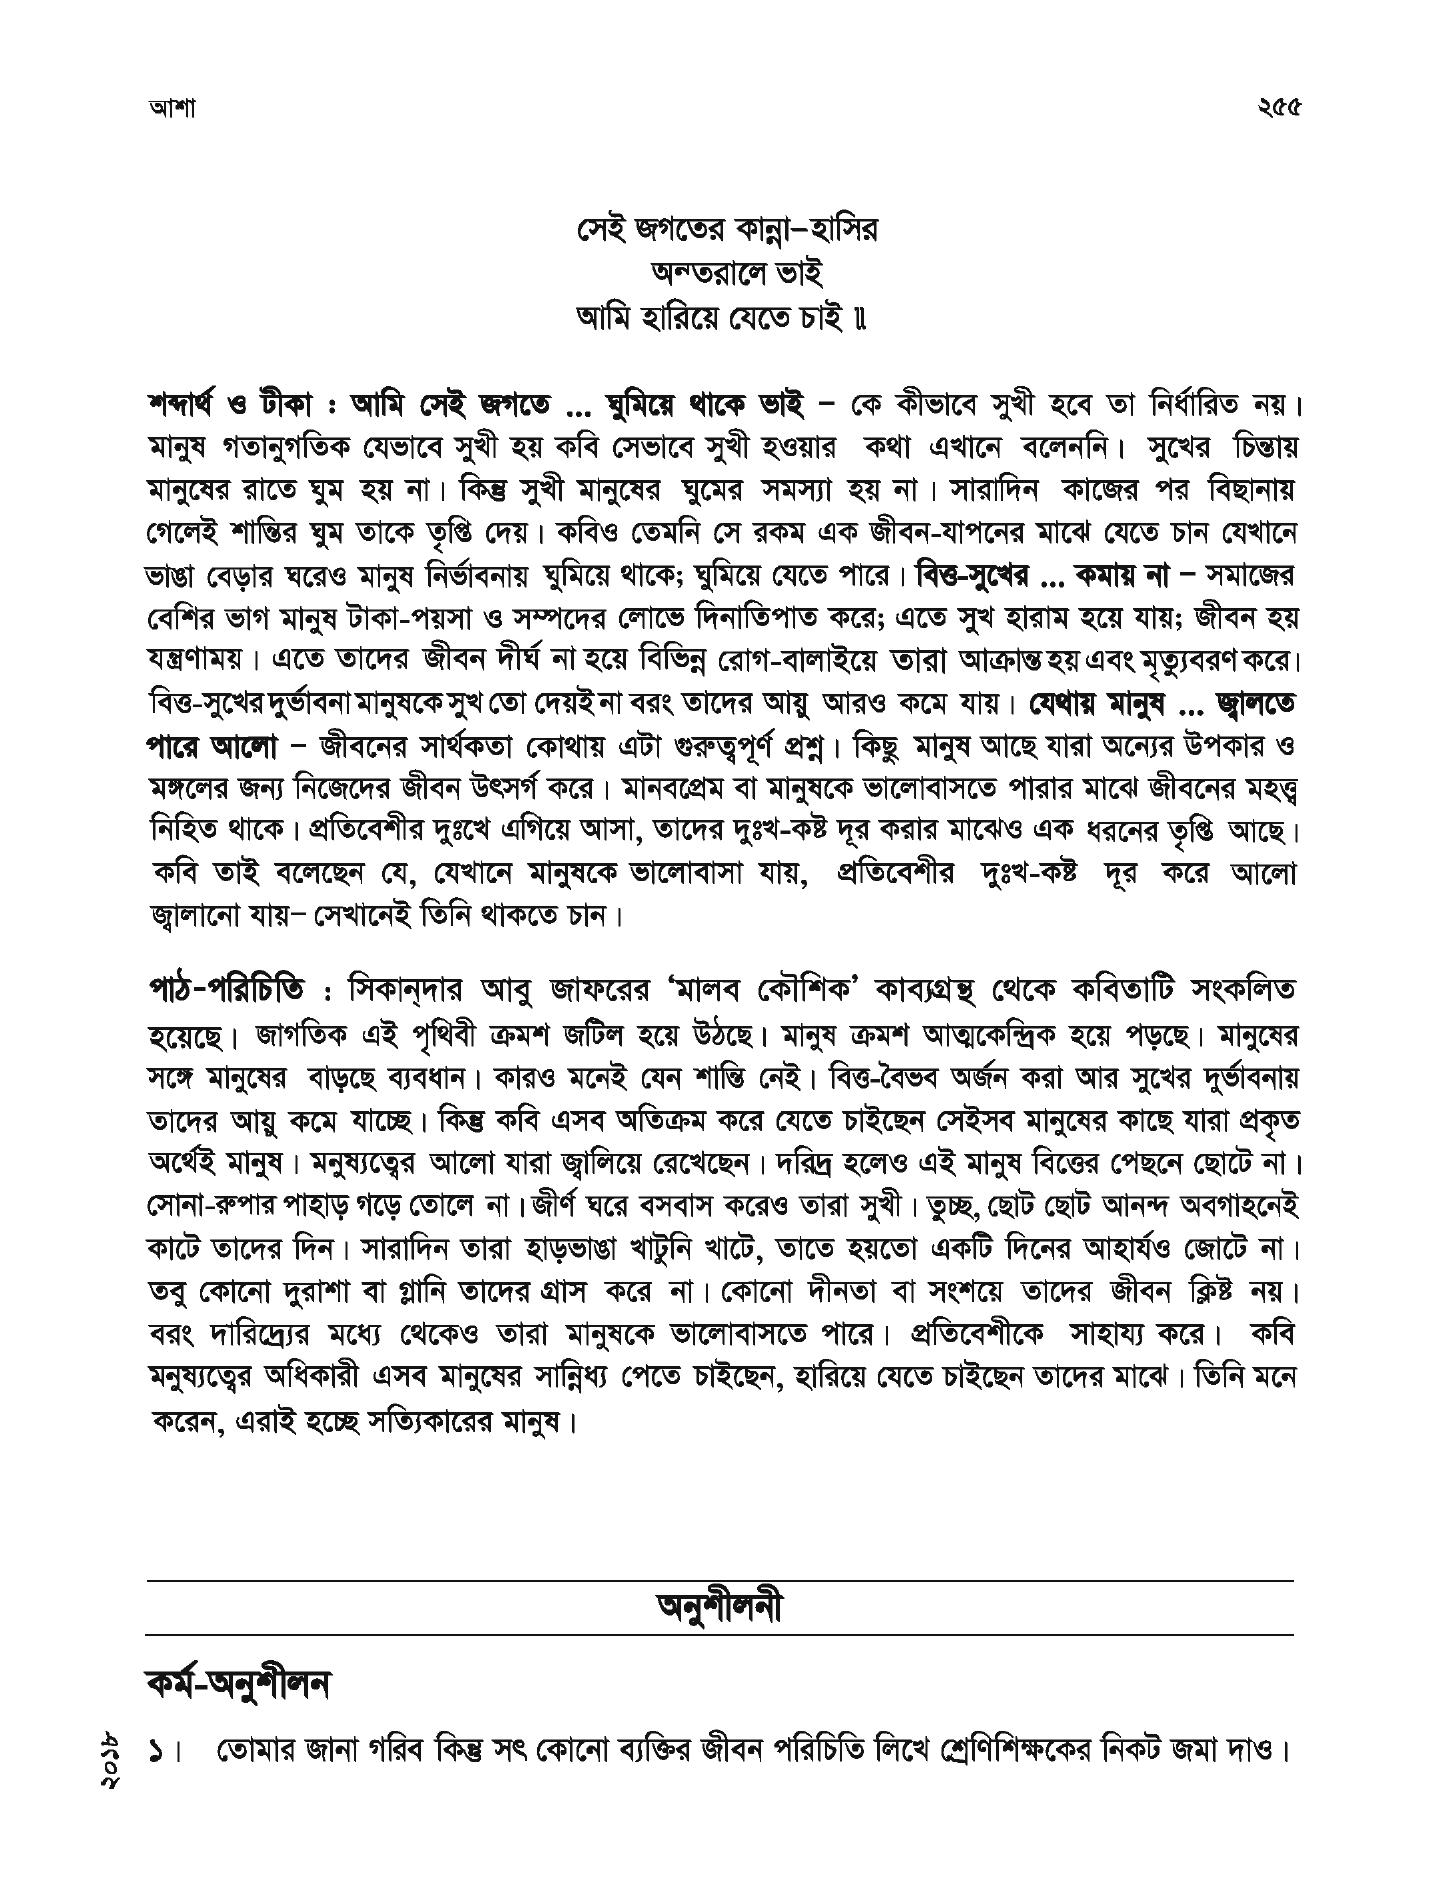 আশা ২৫৫
সেই জগতের কান্না–হাসির
অন্তরালে ভাই
আমি হারিয়ে যেতে চাই ॥
শব্দার্থ ও টীকা : আমি সেই জগতে ... ঘুমিয়ে থাকে ভাই – কে কীভাবে সুখী হবে তা নির্ধারিত নয়।
মানুষ গতানুগতিক যেভাবে সুখী হয় কবি সেভাবে সুখী হওয়ার কথা এখানে বলেননি। সুখের চিন্তায়
মানুষের রাতে ঘুম হয় না। কিন্তু সুখী মানুষের ঘুমের সমস্যা হয় না। সারাদিন কাজের পর বিছানায়
গেলেই শান্তির ঘুম তাকে তৃপ্তি দেয়। কবিও তেমনি সে রকম এক জীবন-যাপনের মাঝে যেতে চান যেখানে
ভাঙা বেড়ার ঘরেও মানুষ নির্ভাবনায় ঘুমিয়ে থাকে; ঘুমিয়ে যেতে পারে। বিত্ত-সুখের ... কমায় না – সমাজের
বেশির ভাগ মানুষ টাকা-পয়সা ও সম্পদের লোভে দিনাতিপাত করে; এতে সুখ হারাম হয়ে যায়; জীবন হয়
যন্ত্রণাময়। এতে তাদের জীবন দীর্ঘ না হয়ে বিভিন্ন রোগ-বালাইয়ে তারা আক্রান্ত হয় এবং মৃত্যুবরণ করে।
বিত্ত-সুখের দুর্ভাবনা মানুষকে সুখ তো দেয়ই না বরং তাদের আয়ু আরও কমে যায়। যেথায় মানুষ ... জ্বালতে
পারে আলো – জীবনের সার্থকতা কোথায় এটা গুরুত্বপূর্ণ প্রশ্ন। কিছু মানুষ আছে যারা অন্যের উপকার ও
মঙ্গলের জন্য নিজেদের জীবন উৎসর্গ করে। মানবপ্রেম বা মানুষকে ভালোবাসতে পারার মাঝে জীবনের মহত্ত্ব
নিহিত থাকে। প্রতিবেশীর দুঃখে এগিয়ে আসা, তাদের দুঃখ-কষ্ট দূর করার মাঝেও এক ধরনের তৃপ্তি আছে।
কবি তাই বলেছেন যে, যেখানে মানুষকে ভালোবাসা যায়, প্রতিবেশীর দুঃখ-কষ্ট দূর করে আলো
জ্বালানো যায়– সেখানেই তিনি থাকতে চান।
পাঠ-পরিচিতি : সিকান্‌দার আবু জাফরের ‘মালব কৌশিক’ কাব্যগ্রন্থ থেকে কবিতাটি সংকলিত
হয়েছে। জাগতিক এই পৃথিবী ক্রমশ জটিল হয়ে উঠছে। মানুষ ক্রমশ আত্মকেন্দ্রিক হয়ে পড়ছে। মানুষের
সঙ্গে মানুষের বাড়ছে ব্যবধান। কারও মনেই যেন শান্তি নেই। বিত্ত-বৈভব অর্জন করা আর সুখের দুর্ভাবনায়
তাদের আয়ু কমে যাচ্ছে। কিন্তু কবি এসব অতিক্রম করে যেতে চাইছেন সেইসব মানুষের কাছে যারা প্রকৃত
অর্থেই মানুষ। মনুষ্যত্বের আলো যারা জ্বালিয়ে রেখেছেন। দরিদ্র হলেও এই মানুষ বিত্তের পেছনে ছোটে না।
সোনা-রুপার পাহাড় গড়ে তোলে না। জীর্ণ ঘরে বসবাস করেও তারা সুখী। তুচ্ছ, ছোট ছোট আনন্দ অবগাহনেই
কাটে তাদের দিন। সারাদিন তারা হাড়ভাঙা খাটুনি খাটে, তাতে হয়তো একটি দিনের আহার্যও জোটে না।
তবু কোনো দুরাশা বা গ্লানি তাদের গ্রাস করে না। কোনো দীনতা বা সংশয়ে তাদের জীবন ক্লিষ্ট নয়।
বরং দারিদ্র্যের মধ্যে থেকেও তারা মানুষকে ভালোবাসতে পারে। প্রতিবেশীকে সাহায্য করে। কবি
মনুষ্যত্বের অধিকারী এসব মানুষের সান্নিধ্য পেতে চাইছেন, হারিয়ে যেতে চাইছেন তাদের মাঝে। তিনি মনে
করেন, এরাই হচ্ছে সত্যিকারের মানুষ।
অনুশীলনী
কর্ম-অনুশীলন
১। তোমার জানা গরিব কিন্তু সৎ কোনো ব্যক্তির জীবন পরিচিতি লিখে শ্রেণিশিক্ষকের নিকট জমা দাও।
২০১৮